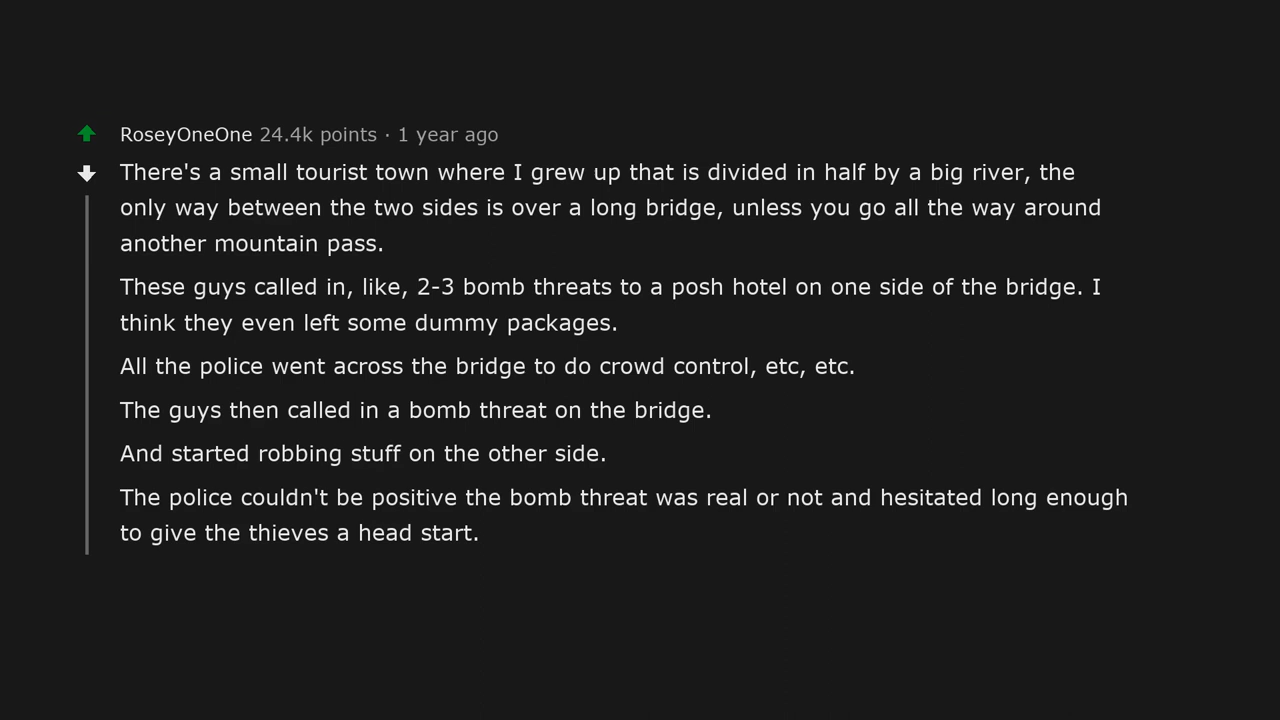 RoseyOneOne 24.4k points · 1 year ago
There's a small tourist town where I grew up that is divided in half by a big river, the
only way between the two sides is over a long bridge, unless you go all the way around
another mountain pass.
These guys called in, like, 2-3 bomb threats to a posh hotel on one side of the bridge. I
think they even left some dummy packages.
All the police went across the bridge to do crowd control, etc, etc.
The guys then called in a bomb threat on the bridge.
And started robbing stuff on the other side.
The police couldn't be positive the bomb threat was real or not and hesitated long enough
to give the thieves a head start.